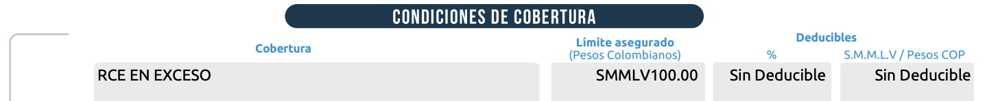 CONDICIONES DE COBERTURA
Cobertura
Límite asegurado
(Pesos Colombianos)
Deducibles
% S.M.M.L.V / Pesos COP
RCE EN EXCESO SMMLV100.00 Sin Deducible Sin Deducible